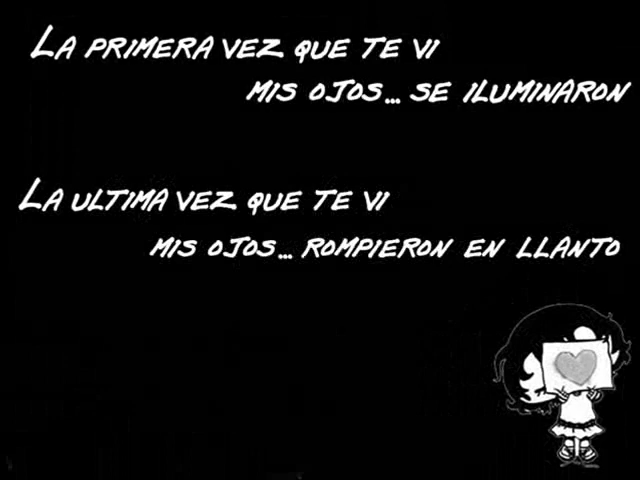 LA PRIMERA VEZ QUE TE VI
MIS OJOS... SE ILUMINARON
LA ULTIMA VEZ QUE TE VI
MIS OJOS... ROMPIERON EN LLANTO